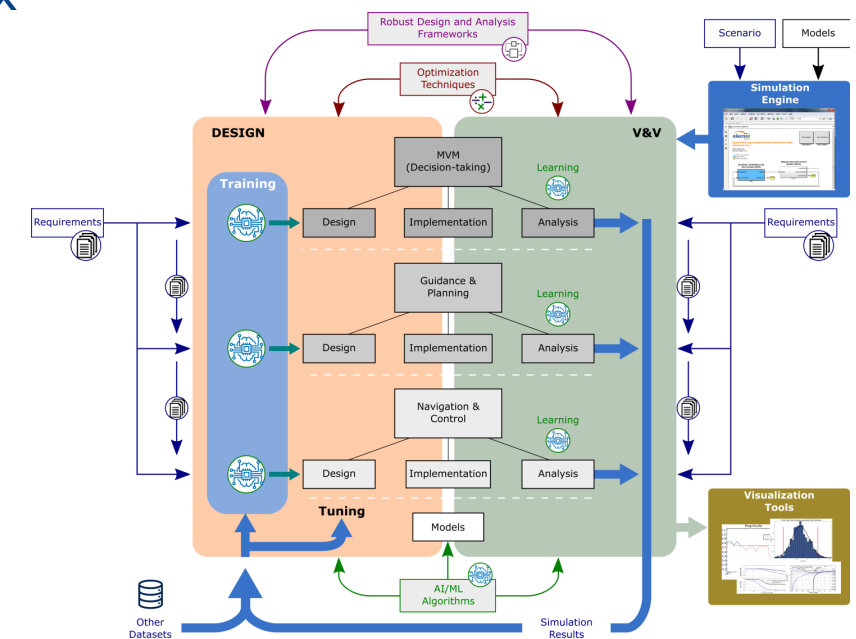 Robust Design and Analysis
Frameworks
Scenario
Models
Optimization
Techniques
Simulation
Engine
elecnor
DESIGN
V&V
MVM
(Decision-taking)
Learning
Training
Requirements
Design
Implementation
Analysis
Requirements
Guidance &
Planning
Learning
Design
Implementation
Analysis
Navigation &
Control
Learning
Design
Implementation
Analysis
Tuning
Models
Visualization
Tools
Magnitude
AI/ML
Algorithms
Other
Datasets
Simulation
Results